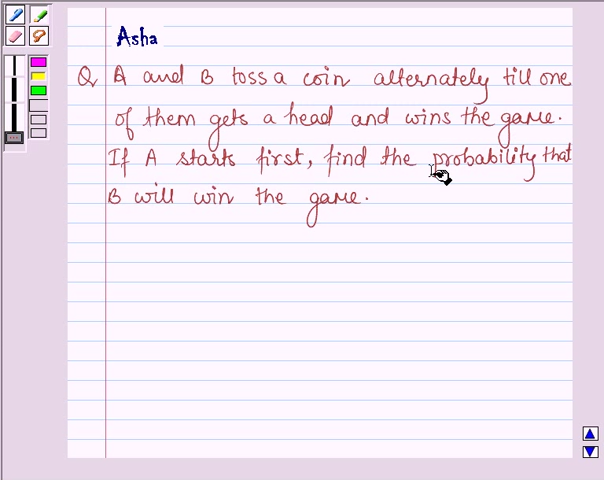 Asha
Q A and B toss a coin alternately till one
of them gets a head and wins the game.
If A starts first, find the probability that
B will win the game.